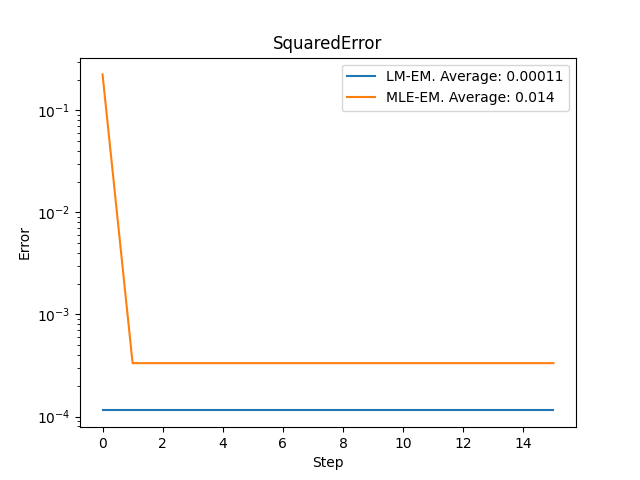 SquaredError
LM-EM. Average: 0.00011
MLE-EM. Average: 0.014
10⁻¹
10⁻²
10⁻³
10⁻⁴
Error
0 2 4 6 8 10 12 14
Step